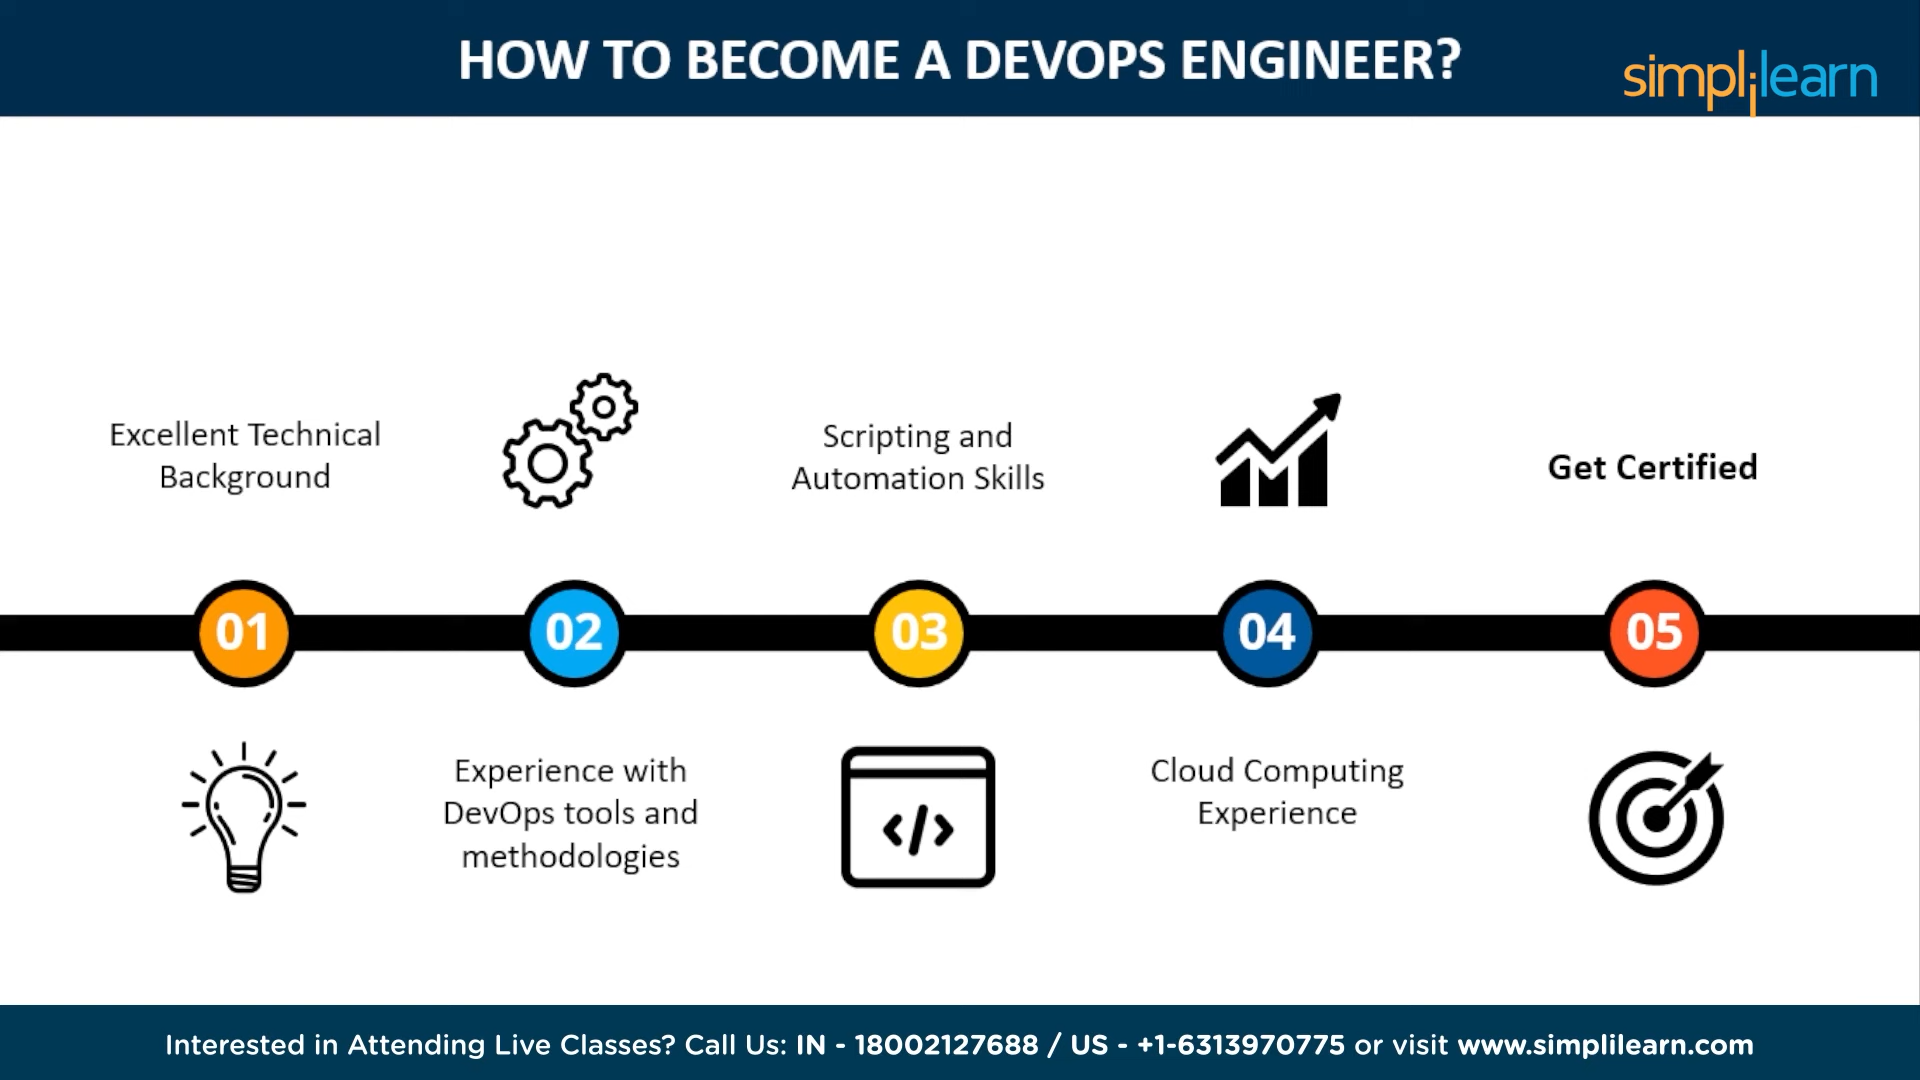 HOW TO BECOME A DEVOPS ENGINEER?
simplilearn
Excellent Technical
Background
Scripting and
Automation Skills
Get Certified
01
02
03
04
05
Experience with
DevOps tools and
methodologies
</>
Cloud Computing
Experience
Interested in Attending Live Classes? Call Us: IN - 18002127688 / US - +1-6313970775 or visit www.simplilearn.com